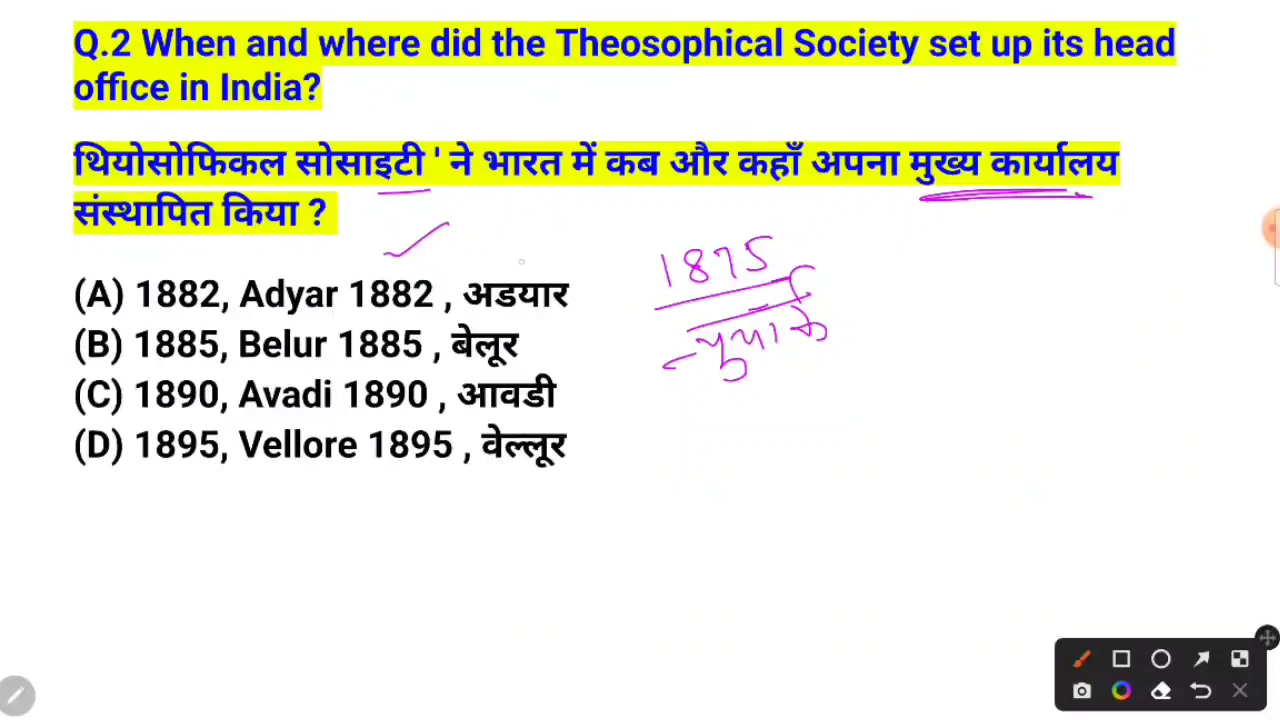 Q.2 When and where did the Theosophical Society set up its head
office in India?
थियोसोफिकल सोसाइटी ' ने भारत में कब और कहाँ अपना मुख्य कार्यालय
संस्थापित किया ?
(A) 1882, Adyar 1882 , अडयार
(B) 1885, Belur 1885 , बेलूर
(C) 1890, Avadi 1890 , आवडी
(D) 1895, Vellore 1895 , वेल्लूर
1875